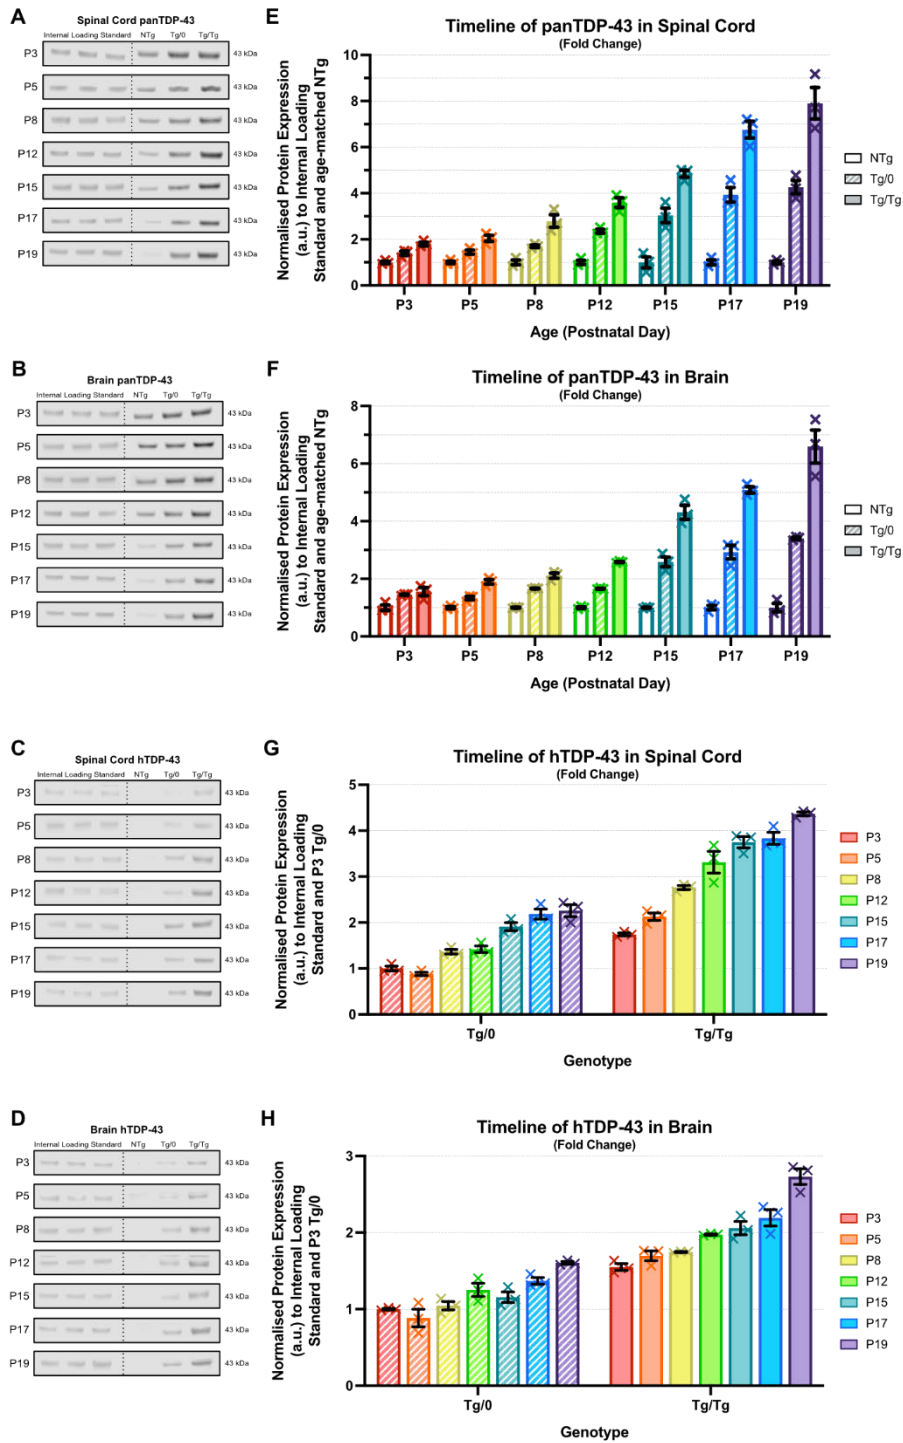 A
Spinal Cord panTDP-43
Internal Loading Standard NTg Tg/0 Tg/Tg
P3 43 kDa
P5 43 kDa
P8 43 kDa
P12 43 kDa
P15 43 kDa
P17 43 kDa
P19 43 kDa
E
Timeline of panTDP-43 in Spinal Cord
(Fold Change)
Normalised Protein Expression
(a.u.) to Internal Loading
Standard and age-matched NTg
10
8
6
4
2
0
P3 P5 P8 P12 P15 P17 P19
Age (Postnatal Day)
NTg
Tg/0
Tg/Tg
B
Brain panTDP-43
Internal Loading Standard NTg Tg/0 Tg/Tg
P3 43 kDa
P5 43 kDa
P8 43 kDa
P12 43 kDa
P15 43 kDa
P17 43 kDa
P19 43 kDa
F
Timeline of panTDP-43 in Brain
(Fold Change)
Normalised Protein Expression
(a.u.) to Internal Loading
Standard and age-matched NTg
8
6
4
2
0
P3 P5 P8 P12 P15 P17 P19
Age (Postnatal Day)
NTg
Tg/0
Tg/Tg
C
Spinal Cord hTDP-43
Internal Loading Standard NTg Tg/0 Tg/Tg
P3 43 kDa
P5 43 kDa
P8 43 kDa
P12 43 kDa
P15 43 kDa
P17 43 kDa
P19 43 kDa
G
Timeline of hTDP-43 in Spinal Cord
(Fold Change)
Normalised Protein Expression
(a.u.) to Internal Loading
Standard and P3 Tg/0
5
4
3
2
1
0
Tg/0 Tg/Tg
Genotype
P3
P5
P8
P12
P15
P17
P19
D
Brain hTDP-43
Internal Loading Standard NTg Tg/0 Tg/Tg
P3 43 kDa
P5 43 kDa
P8 43 kDa
P12 43 kDa
P15 43 kDa
P17 43 kDa
P19 43 kDa
H
Timeline of hTDP-43 in Brain
(Fold Change)
Normalised Protein Expression
(a.u.) to Internal Loading
Standard and P3 Tg/0
3
2
1
0
Tg/0 Tg/Tg
Genotype
P3
P5
P8
P12
P15
P17
P19